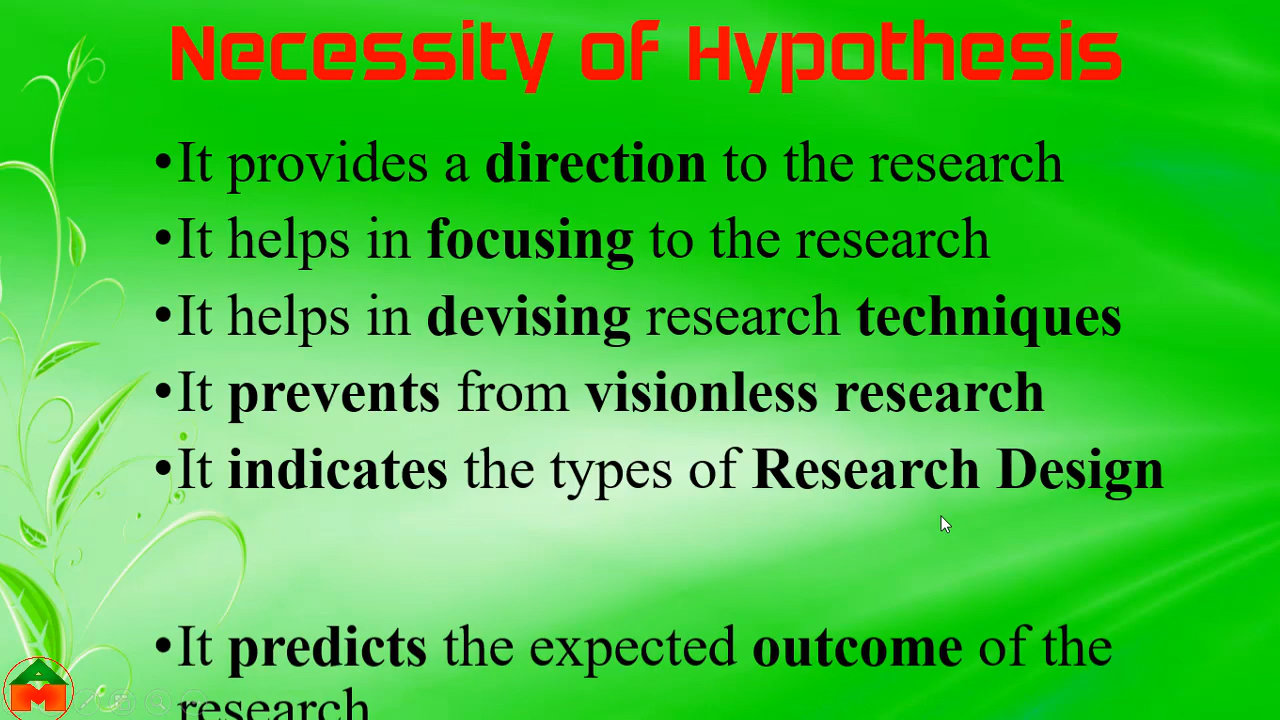 Necessity of Hypothesis
•It provides a direction to the research
•It helps in focusing to the research
•It helps in devising research techniques
•It prevents from visionless research
•It indicates the types of Research Design
•It predicts the expected outcome of the
research